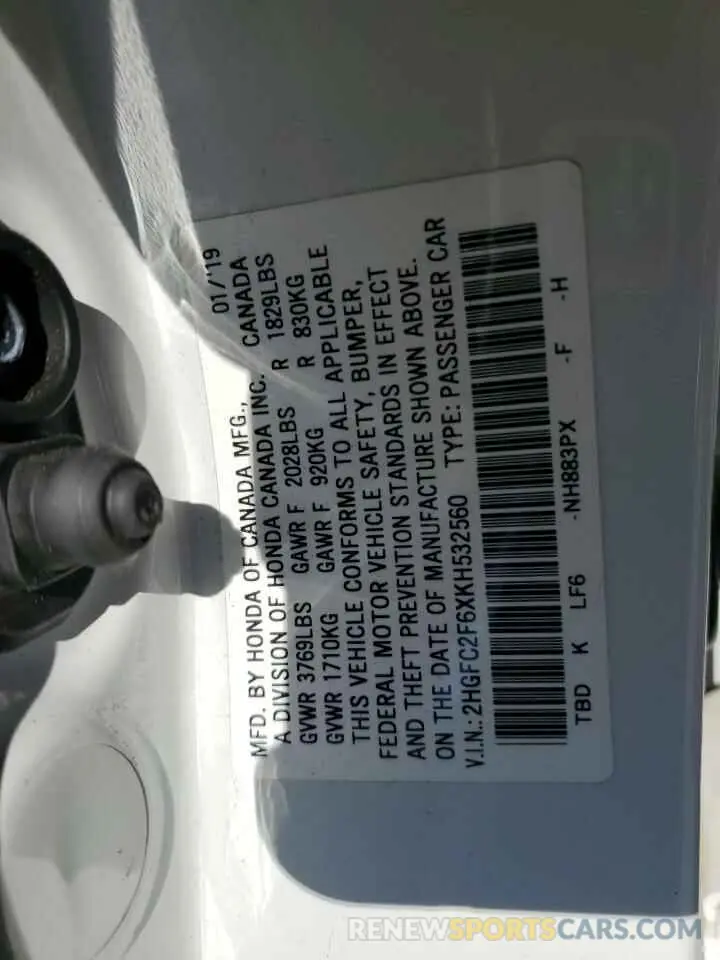 MFD. BY HONDA OF CANADA MFG., 01/'19
A DIVISION OF HONDA CANADA INC. CANADA
GVWR 3769LBS GAWR F 2028LBS R 1829LBS
GVWR 1710KG GAWR F 920KG R 830KG
THIS VEHICLE CONFORMS TO ALL APPLICABLE
FEDERAL MOTOR VEHICLE SAFETY, BUMPER,
AND THEFT PREVENTION STANDARDS IN EFFECT
ON THE DATE OF MANUFACTURE SHOWN ABOVE.
V.I.N.: 2HGFC2F6XKH532560 TYPE: PASSENGER CAR
TBD K LF6 -NH883PX -F -H
RENEWSPORTSCARS.COM